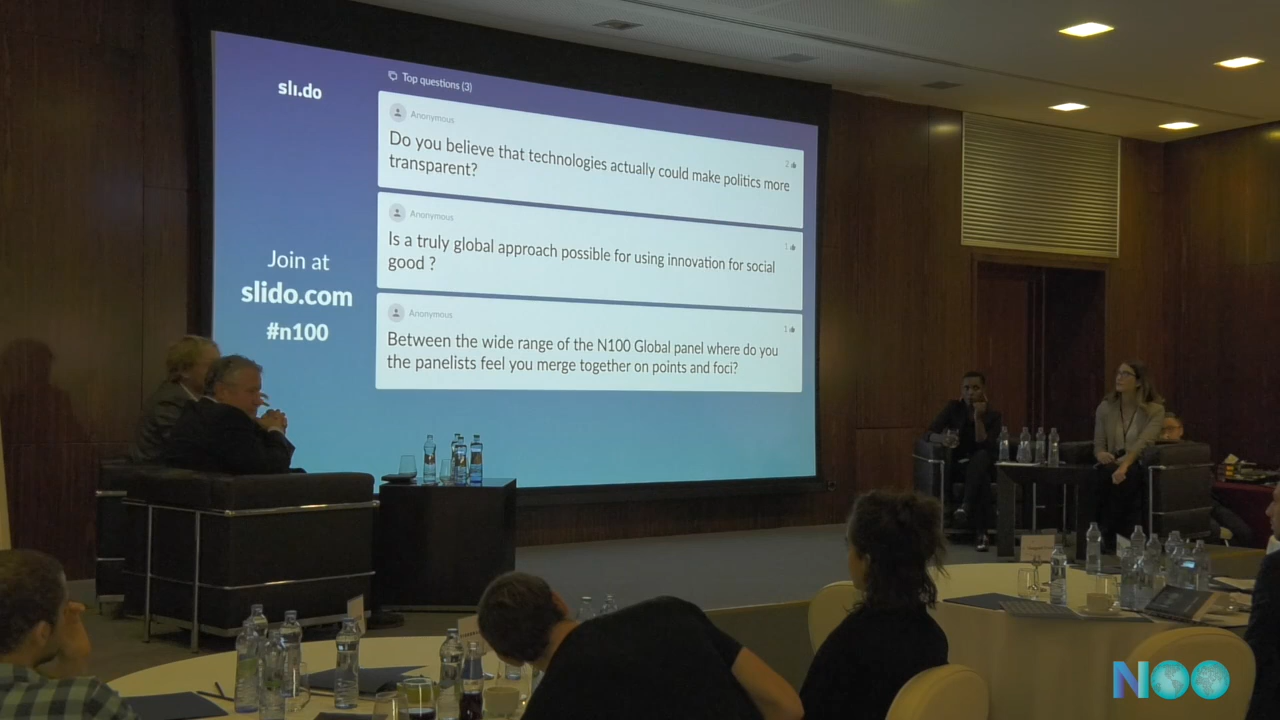 sli.do
Top questions (3)
Anonymous
2
Do you believe that technologies actually could make politics more
transparent?
Anonymous
1
Is a truly global approach possible for using innovation for social
good ?
Anonymous
1
Between the wide range of the N100 Global panel where do you
the panelists feel you merge together on points and foci?
Join at
slido.com
#n100
N100